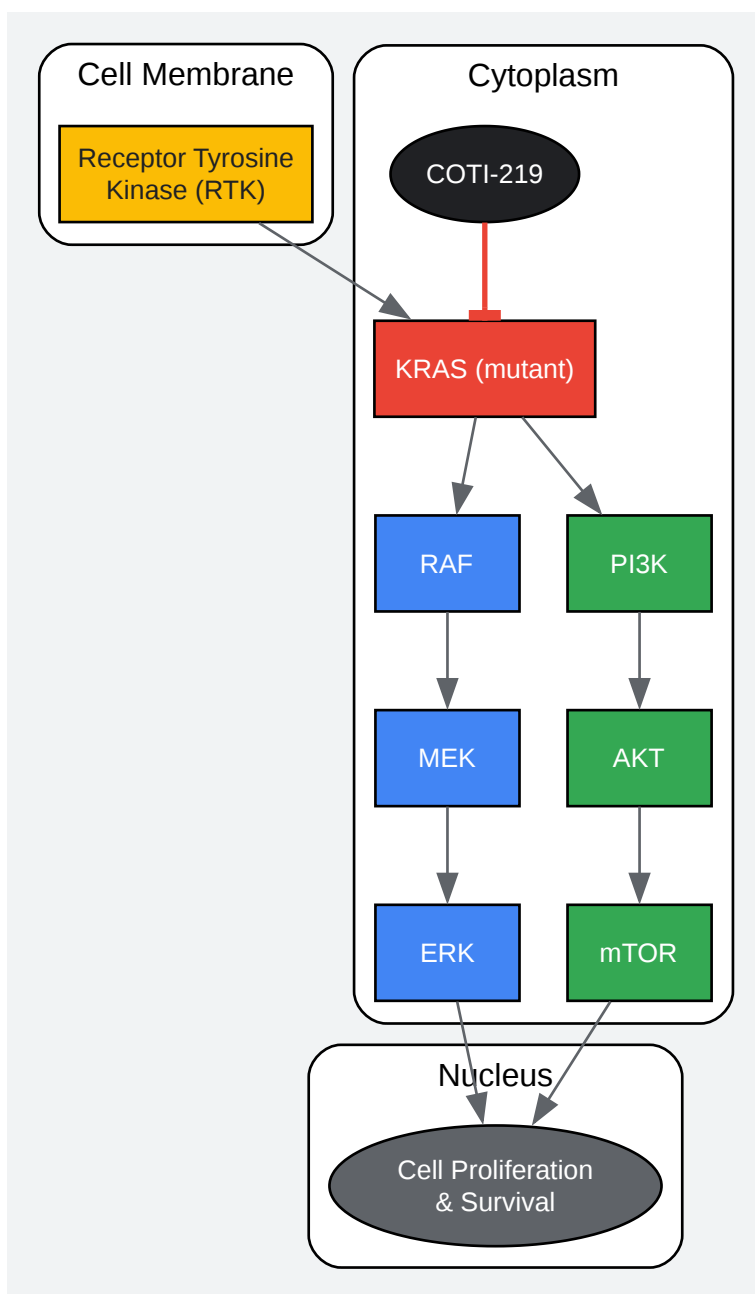 Cell Membrane
Receptor Tyrosine
Kinase (RTK)
Cytoplasm
COTI-219
KRAS (mutant)
RAF
PI3K
MEK
AKT
ERK
mTOR
Nucleus
Cell Proliferation
& Survival